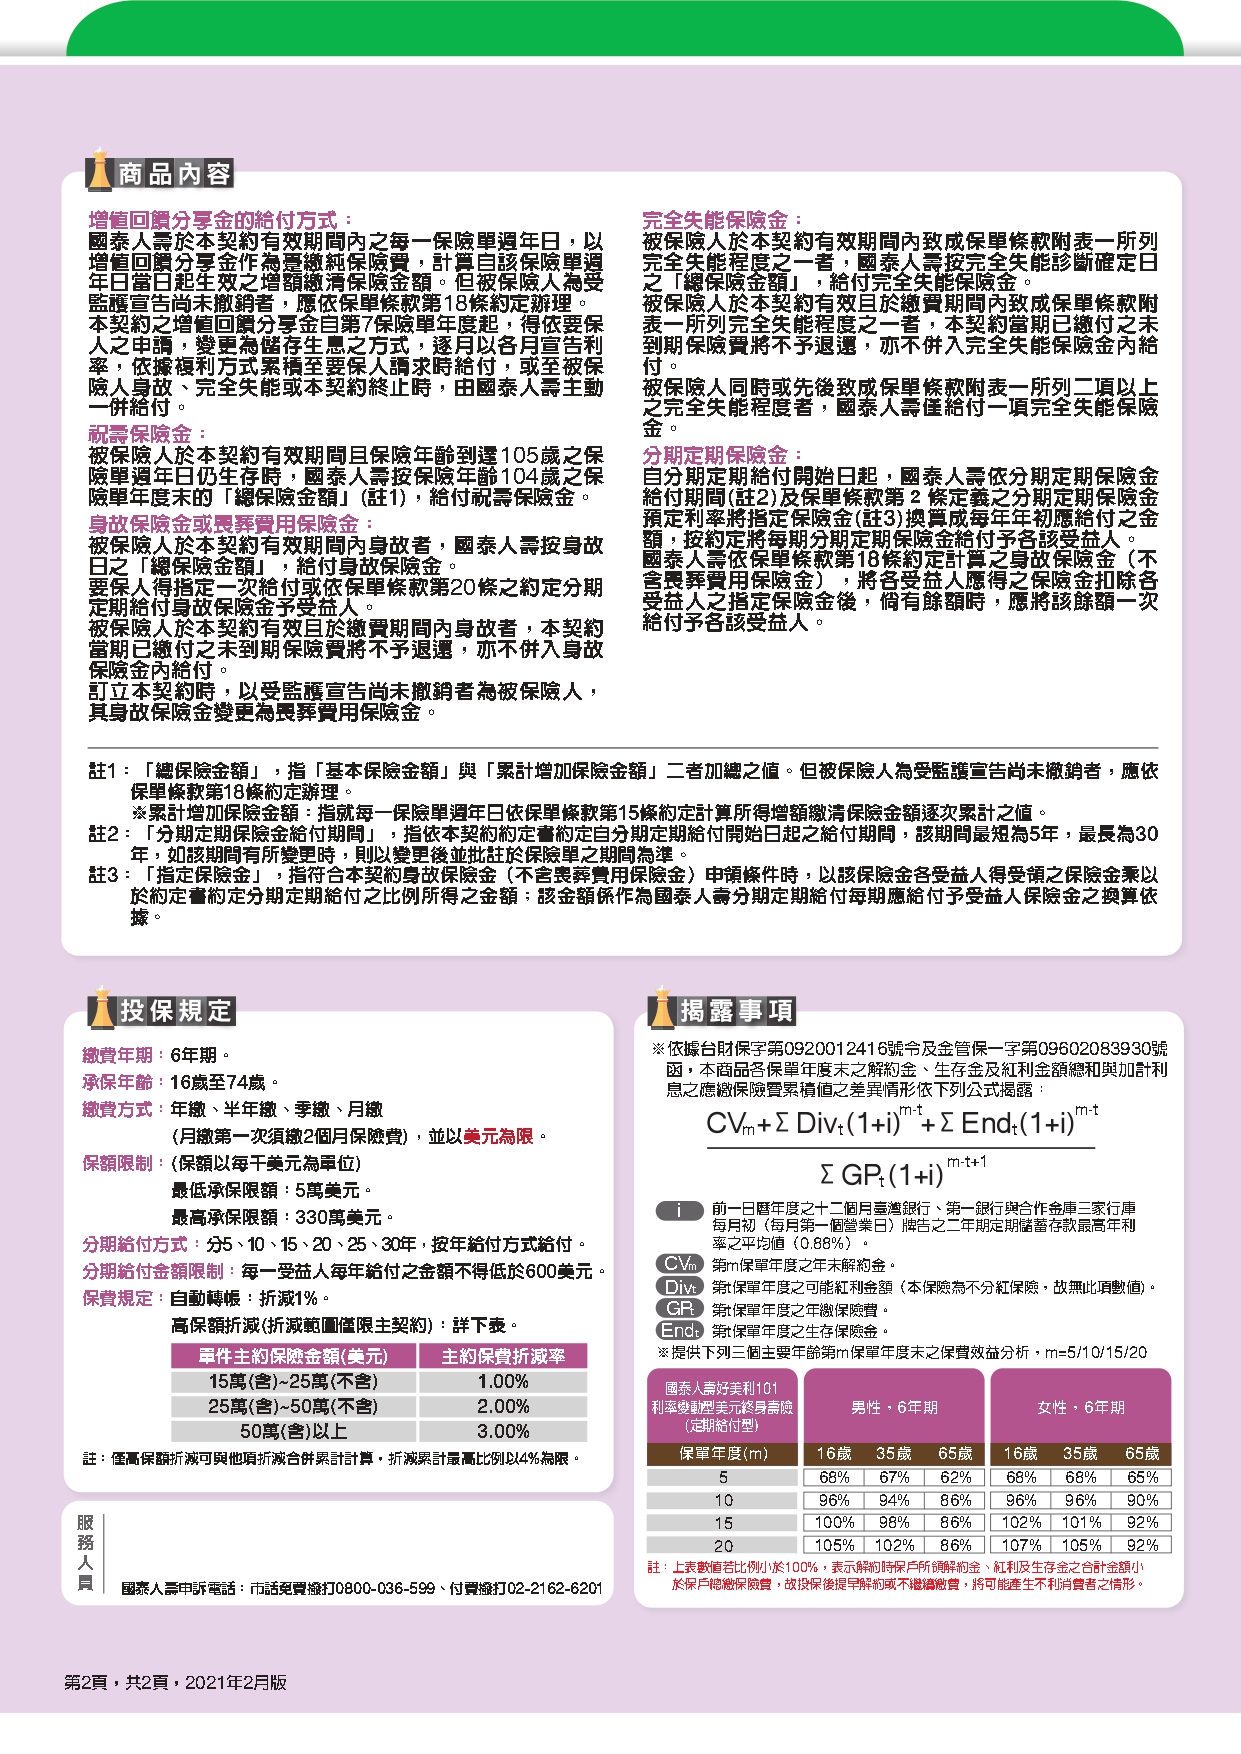 商品內容
增值回饋分享金的給付方式：
國泰人壽於本契約有效期間內之每一保險單週年日，以
增值回饋分享金作為躉繳純保險費，計算自該保險單週
年日當日起生效之增額繳清保險金額。但被保險人為受
監護宣告尚未撤銷者，應依保單條款第18條約定辦理。
本契約之增值回饋分享金自第7保險單年度起，得依要保
人之申請，變更為儲存生息之方式，逐月以各月宣告利
率，依據複利方式累積至要保人請求時給付，或至被保
險人身故、完全失能或本契約終止時，由國泰人壽主動
一併給付。
祝壽保險金：
被保險人於本契約有效期間且保險年齡到達105歲之保
險單週年日仍生存時，國泰人壽按保險年齡104歲之保
險單年度末的「總保險金額」(註1)，給付祝壽保險金。
身故保險金或喪葬費用保險金：
被保險人於本契約有效期間內身故者，國泰人壽按身故
日之「總保險金額」，給付身故保險金。
要保人得指定一次給付或依保單條款第20條之約定分期
定期給付身故保險金予受益人。
被保險人於本契約有效且於繳費期間內身故者，本契約
當期已繳付之未到期保險費將不予退還，亦不併入身故
保險金內給付。
訂立本契約時，以受監護宣告尚未撤銷者為被保險人，
其身故保險金變更為喪葬費用保險金。
完全失能保險金：
被保險人於本契約有效期間內致成保單條款附表一所列
完全失能程度之一者，國泰人壽按完全失能診斷確定日
之「總保險金額」，給付完全失能保險金。
被保險人於本契約有效且於繳費期間內致成保單條款附
表一所列完全失能程度之一者，本契約當期已繳付之未
到期保險費將不予退還，亦不併入完全失能保險金內給
付。
被保險人同時或先後致成保單條款附表一所列二項以上
之完全失能程度者，國泰人壽僅給付一項完全失能保險
金。
分期定期保險金：
自分期定期給付開始日起，國泰人壽依分期定期保險金
給付期間(註2)及保單條款第 2 條定義之分期定期保險金
預定利率將指定保險金(註3)換算成每年年初應給付之金
額，按約定將每期分期定期保險金給付予各該受益人。
國泰人壽依保單條款第18條約定計算之身故保險金（不
含喪葬費用保險金），將各受益人應得之保險金扣除各
受益人之指定保險金後，倘有餘額時，應將該餘額一次
給付予各該受益人。
註1：「總保險金額」，指「基本保險金額」與「累計增加保險金額」二者加總之值。但被保險人為受監護宣告尚未撤銷者，應依
保單條款第18條約定辦理。
※累計增加保險金額：指就每一保險單週年日依保單條款第15條約定計算所得增額繳清保險金額逐次累計之值。
註2：「分期定期保險金給付期間」，指依本契約約定書約定自分期定期給付開始日起之給付期間，該期間最短為5年，最長為30
年，如該期間有所變更時，則以變更後並批註於保險單之期間為準。
註3：「指定保險金」，指符合本契約身故保險金（不含喪葬費用保險金）申領條件時，以該保險金各受益人得受領之保險金乘以
於約定書約定分期定期給付之比例所得之金額；該金額係作為國泰人壽分期定期給付每期應給付予受益人保險金之換算依
據。
投保規定
繳費年期：6年期。
承保年齡：16歲至74歲。
繳費方式：年繳、半年繳、季繳、月繳
(月繳第一次須繳2個月保險費)，並以美元為限。
保額限制：(保額以每千美元為單位)
最低承保限額：5萬美元。
最高承保限額：330萬美元。
分期給付方式：分5、10、15、20、25、30年，按年給付方式給付。
分期給付金額限制：每一受益人每年給付之金額不得低於600美元。
保費規定：自動轉帳：折減1%。
高保額折減(折減範圍僅限主契約)：詳下表。
單件主約保險金額(美元) 主約保費折減率
15萬(含)~25萬(不含) 1.00%
25萬(含)~50萬(不含) 2.00%
50萬(含)以上 3.00%
註：僅高保額折減可與他項折減合併累計計算，折減累計最高比例以4%為限。
服務人員
國泰人壽申訴電話：市話免費撥打0800-036-599、付費撥打02-2162-6201
揭露事項
※依據台財保字第0920012416號令及金管保一字第09602083930號
函，本商品各保單年度末之解約金、生存金及紅利金額總和與加計利
息之應繳保險費累積值之差異情形依下列公式揭露：
CVm+Σ Divt(1+i)m-t+Σ Endt(1+i)m-t
Σ GPt(1+i)m-t+1
i 前一日曆年度之十二個月臺灣銀行、第一銀行與合作金庫三家行庫
每月初（每月第一個營業日）牌告之二年期定期儲蓄存款最高年利
率之平均值（0.88%）。
CVm 第m保單年度之年末解約金。
Divt 第t保單年度之可能紅利金額（本保險為不分紅保險，故無此項數值)。
GPt 第t保單年度之年繳保險費。
Endt 第t保單年度之生存保險金。
※提供下列三個主要年齡第m保單年度末之保費效益分析，m=5/10/15/20
國泰人壽好美利101
利率變動型美元終身壽險
(定期給付型)
男性，6年期 女性，6年期
保單年度(m) 16歲 35歲 65歲 16歲 35歲 65歲
5 68% 67% 62% 68% 68% 65%
10 96% 94% 86% 96% 96% 90%
15 100% 98% 86% 102% 101% 92%
20 105% 102% 86% 107% 105% 92%
註：上表數值若比例小於100%，表示解約時保戶所領解約金、紅利及生存金之合計金額小
於保戶總繳保險費，故投保後提早解約或不繼續繳費，將可能產生不利消費者之情形。
第2頁，共2頁，2021年2月版